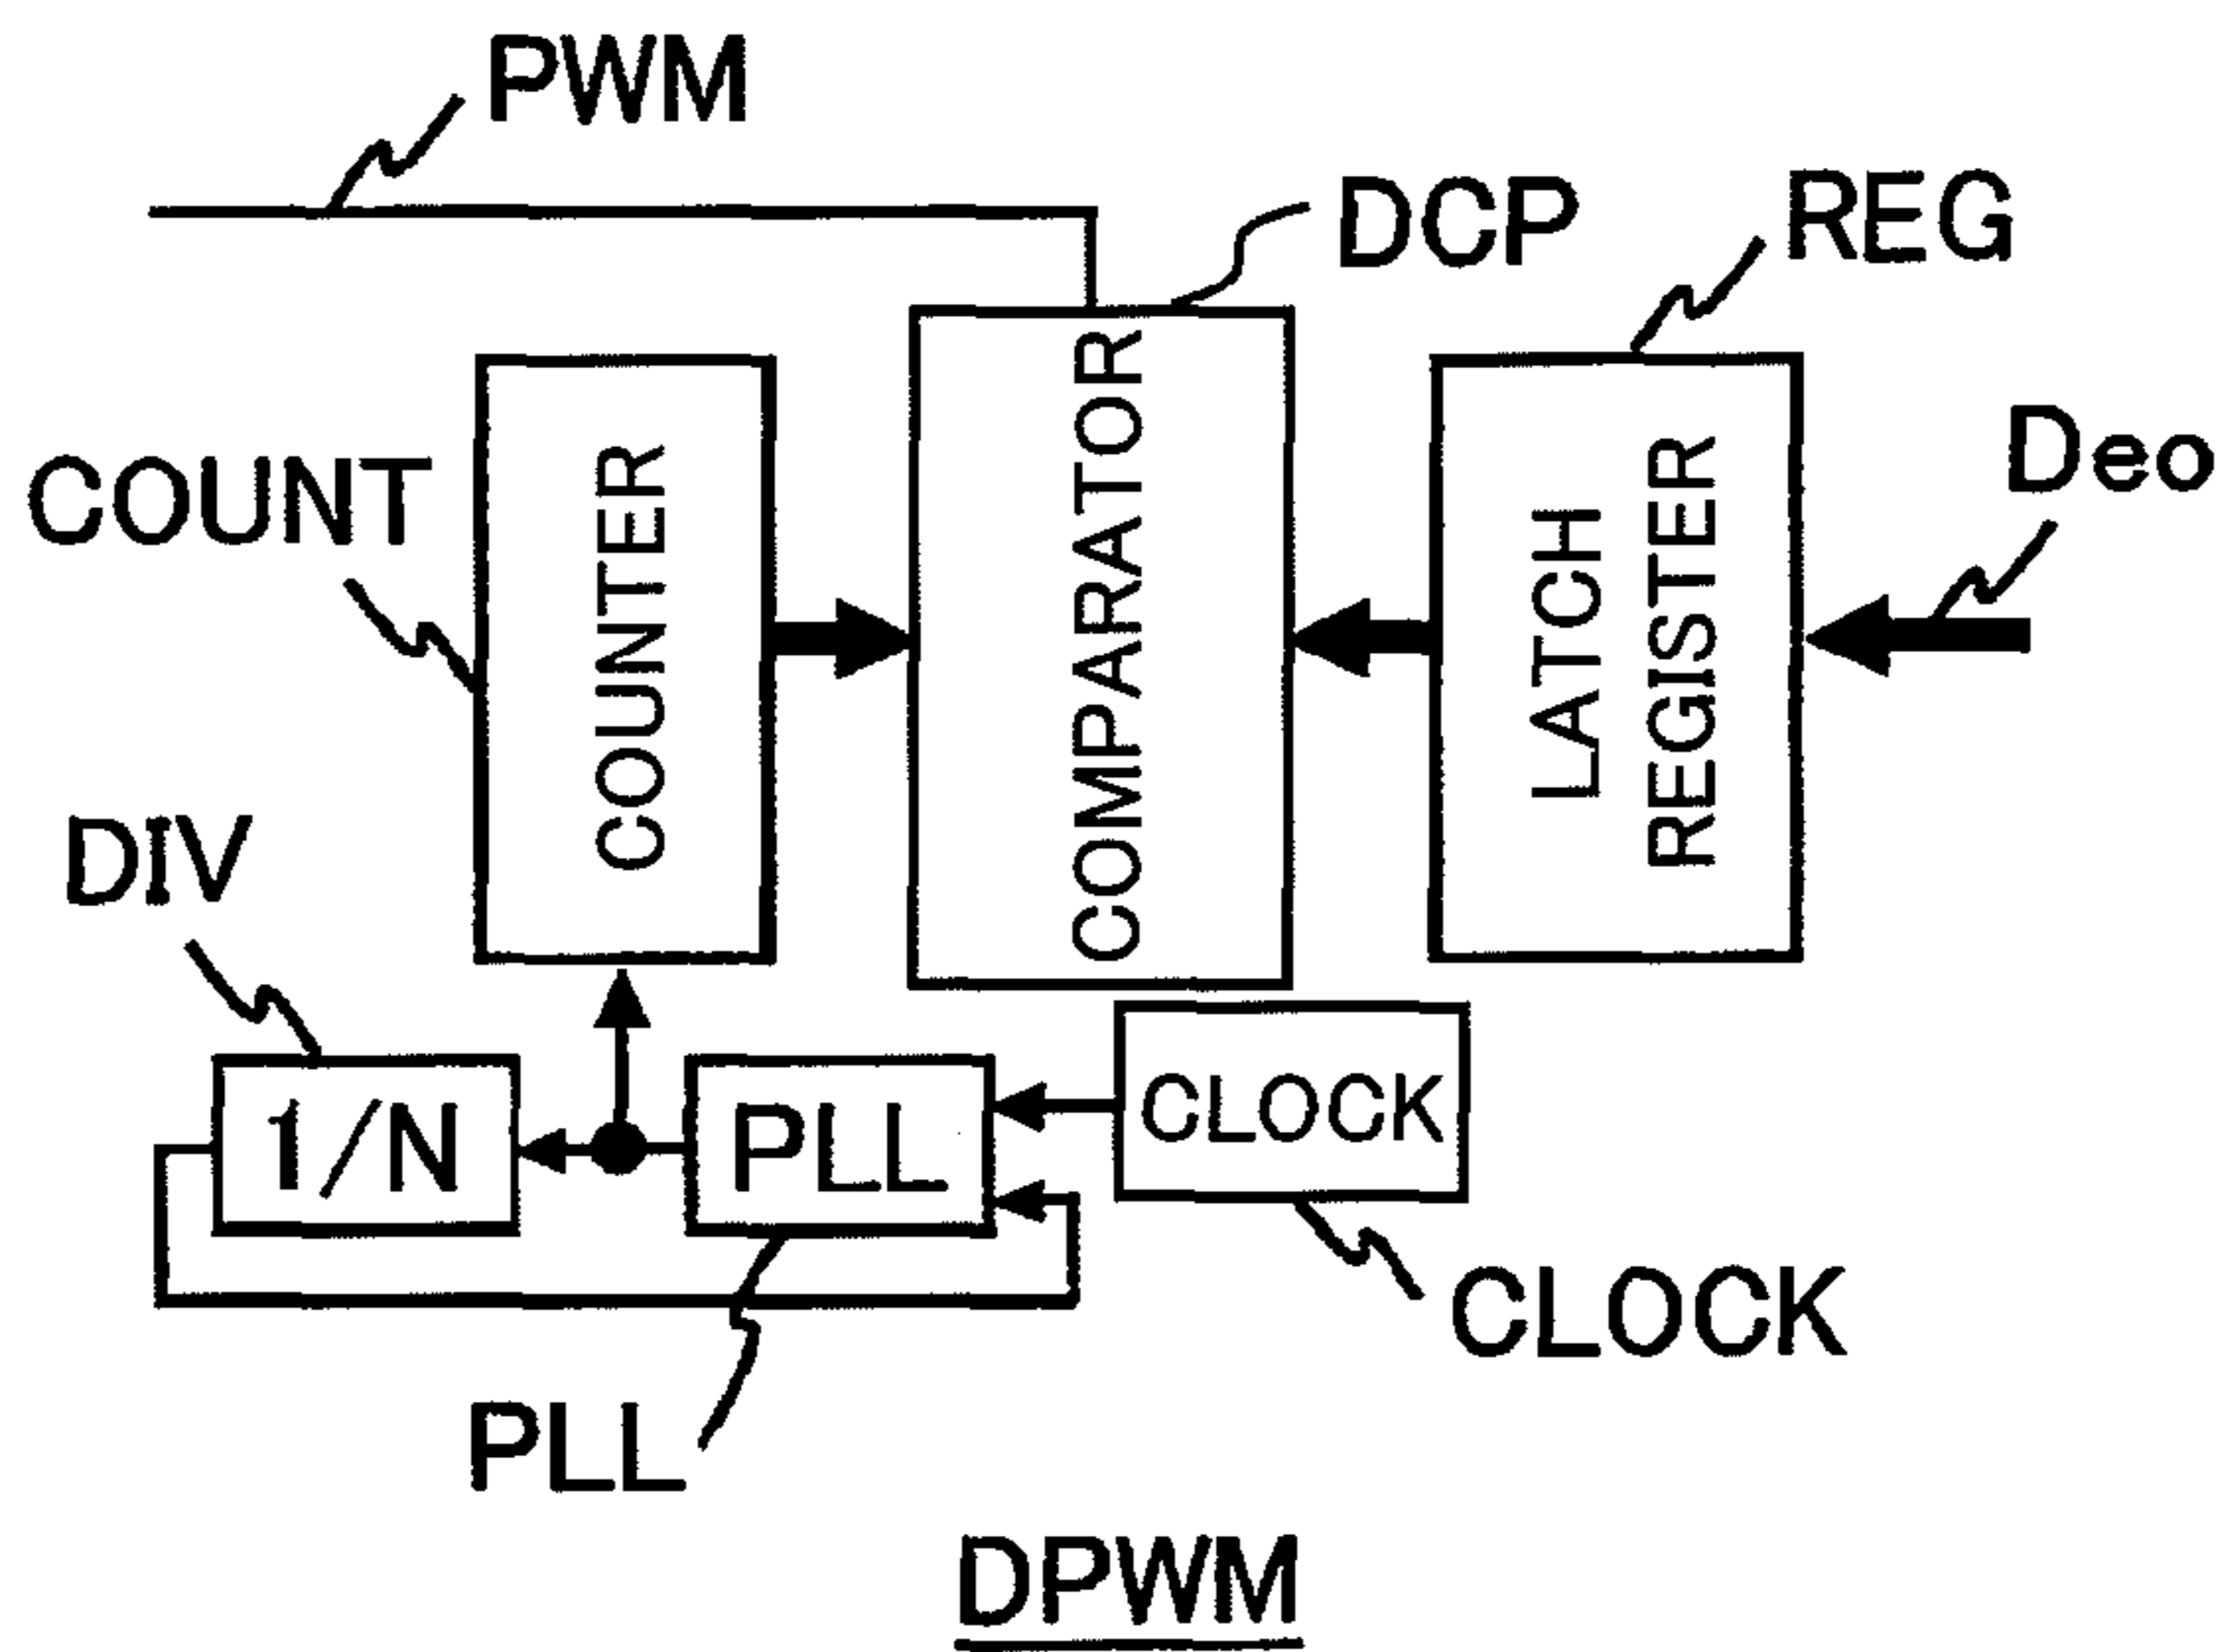 PWM
DCP
REG
COUNT
COUNTER
COMPARATOR
LATCH
REGISTER
Deo
DIV
1/N
PLL
CLOCK
CLOCK
PLL
DPWM